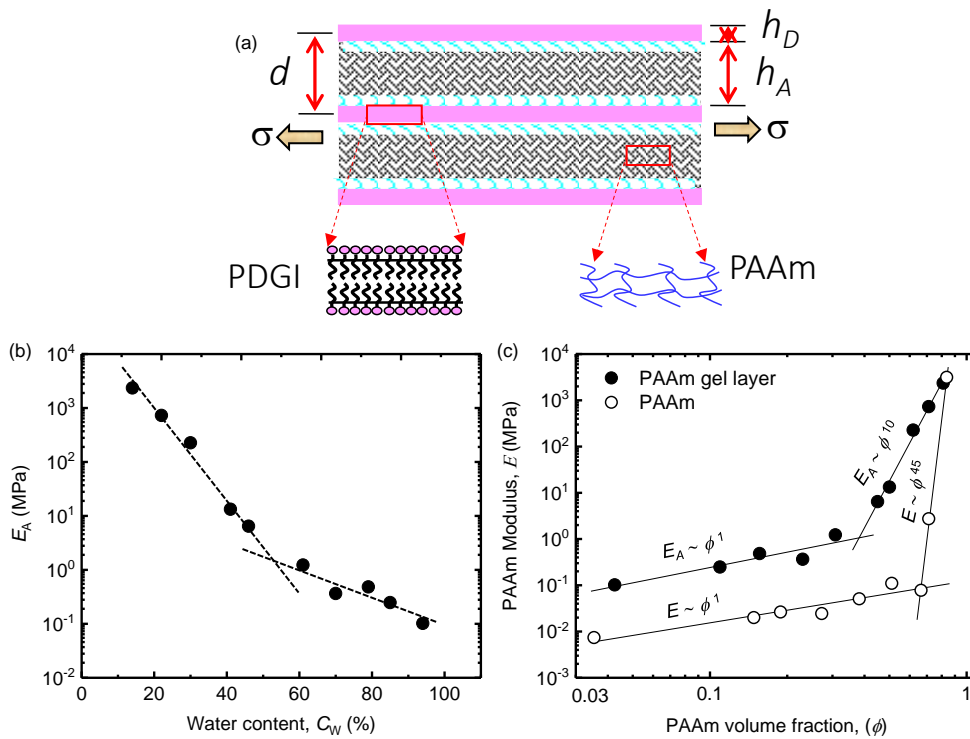 (a)
h_D
d
h_A
σ
σ
PDGI
PAAm
(b)
10^4
10^3
10^2
10^1
10^0
10^-1
10^-2
E_A (MPa)
0 20 40 60 80 100
Water content, C_W (%)
(c)
10^4
10^3
10^2
10^1
10^0
10^-1
10^-2
10^-3
PAAm Modulus, E (MPa)
PAAm gel layer
PAAm
E_A ~ ϕ^10
E ~ ϕ^45
E_A ~ ϕ^1
E ~ ϕ^1
0.03 0.1 1
PAAm volume fraction, (ϕ)